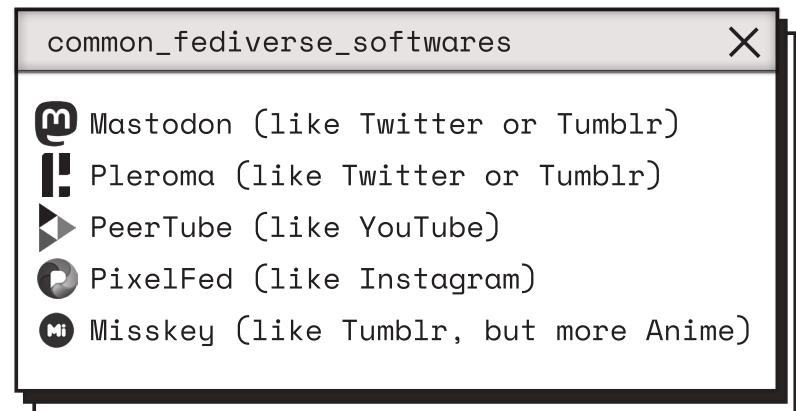 common_fediverse_softwares
Mastodon (like Twitter or Tumblr)
Pleroma (like Twitter or Tumblr)
PeerTube (like YouTube)
PixelFed (like Instagram)
Mi Misskey (like Tumblr, but more Anime)